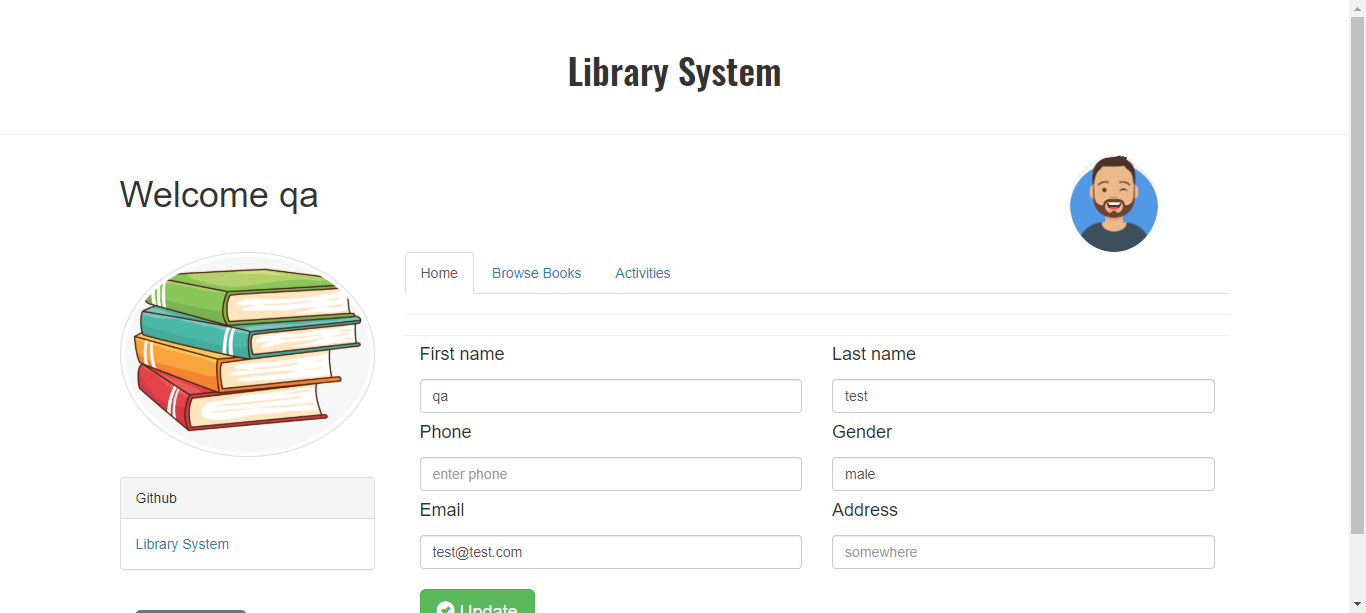 Library System
Welcome qa
Home Browse Books Activities
First name Last name
qa test
Phone Gender
enter phone male
Email Address
test@test.com somewhere
Github
Library System
Update